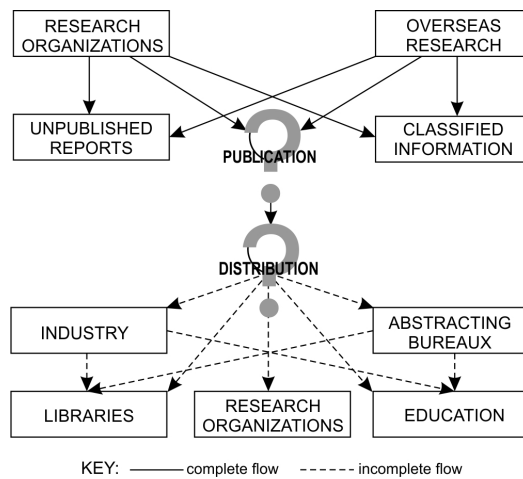 RESEARCH
ORGANIZATIONS
OVERSEAS
RESEARCH
UNPUBLISHED
REPORTS
?
PUBLICATION
CLASSIFIED
INFORMATION
?
DISTRIBUTION
INDUSTRY
ABSTRACTING
BUREAUX
LIBRARIES
RESEARCH
ORGANIZATIONS
EDUCATION
KEY: complete flow incomplete flow